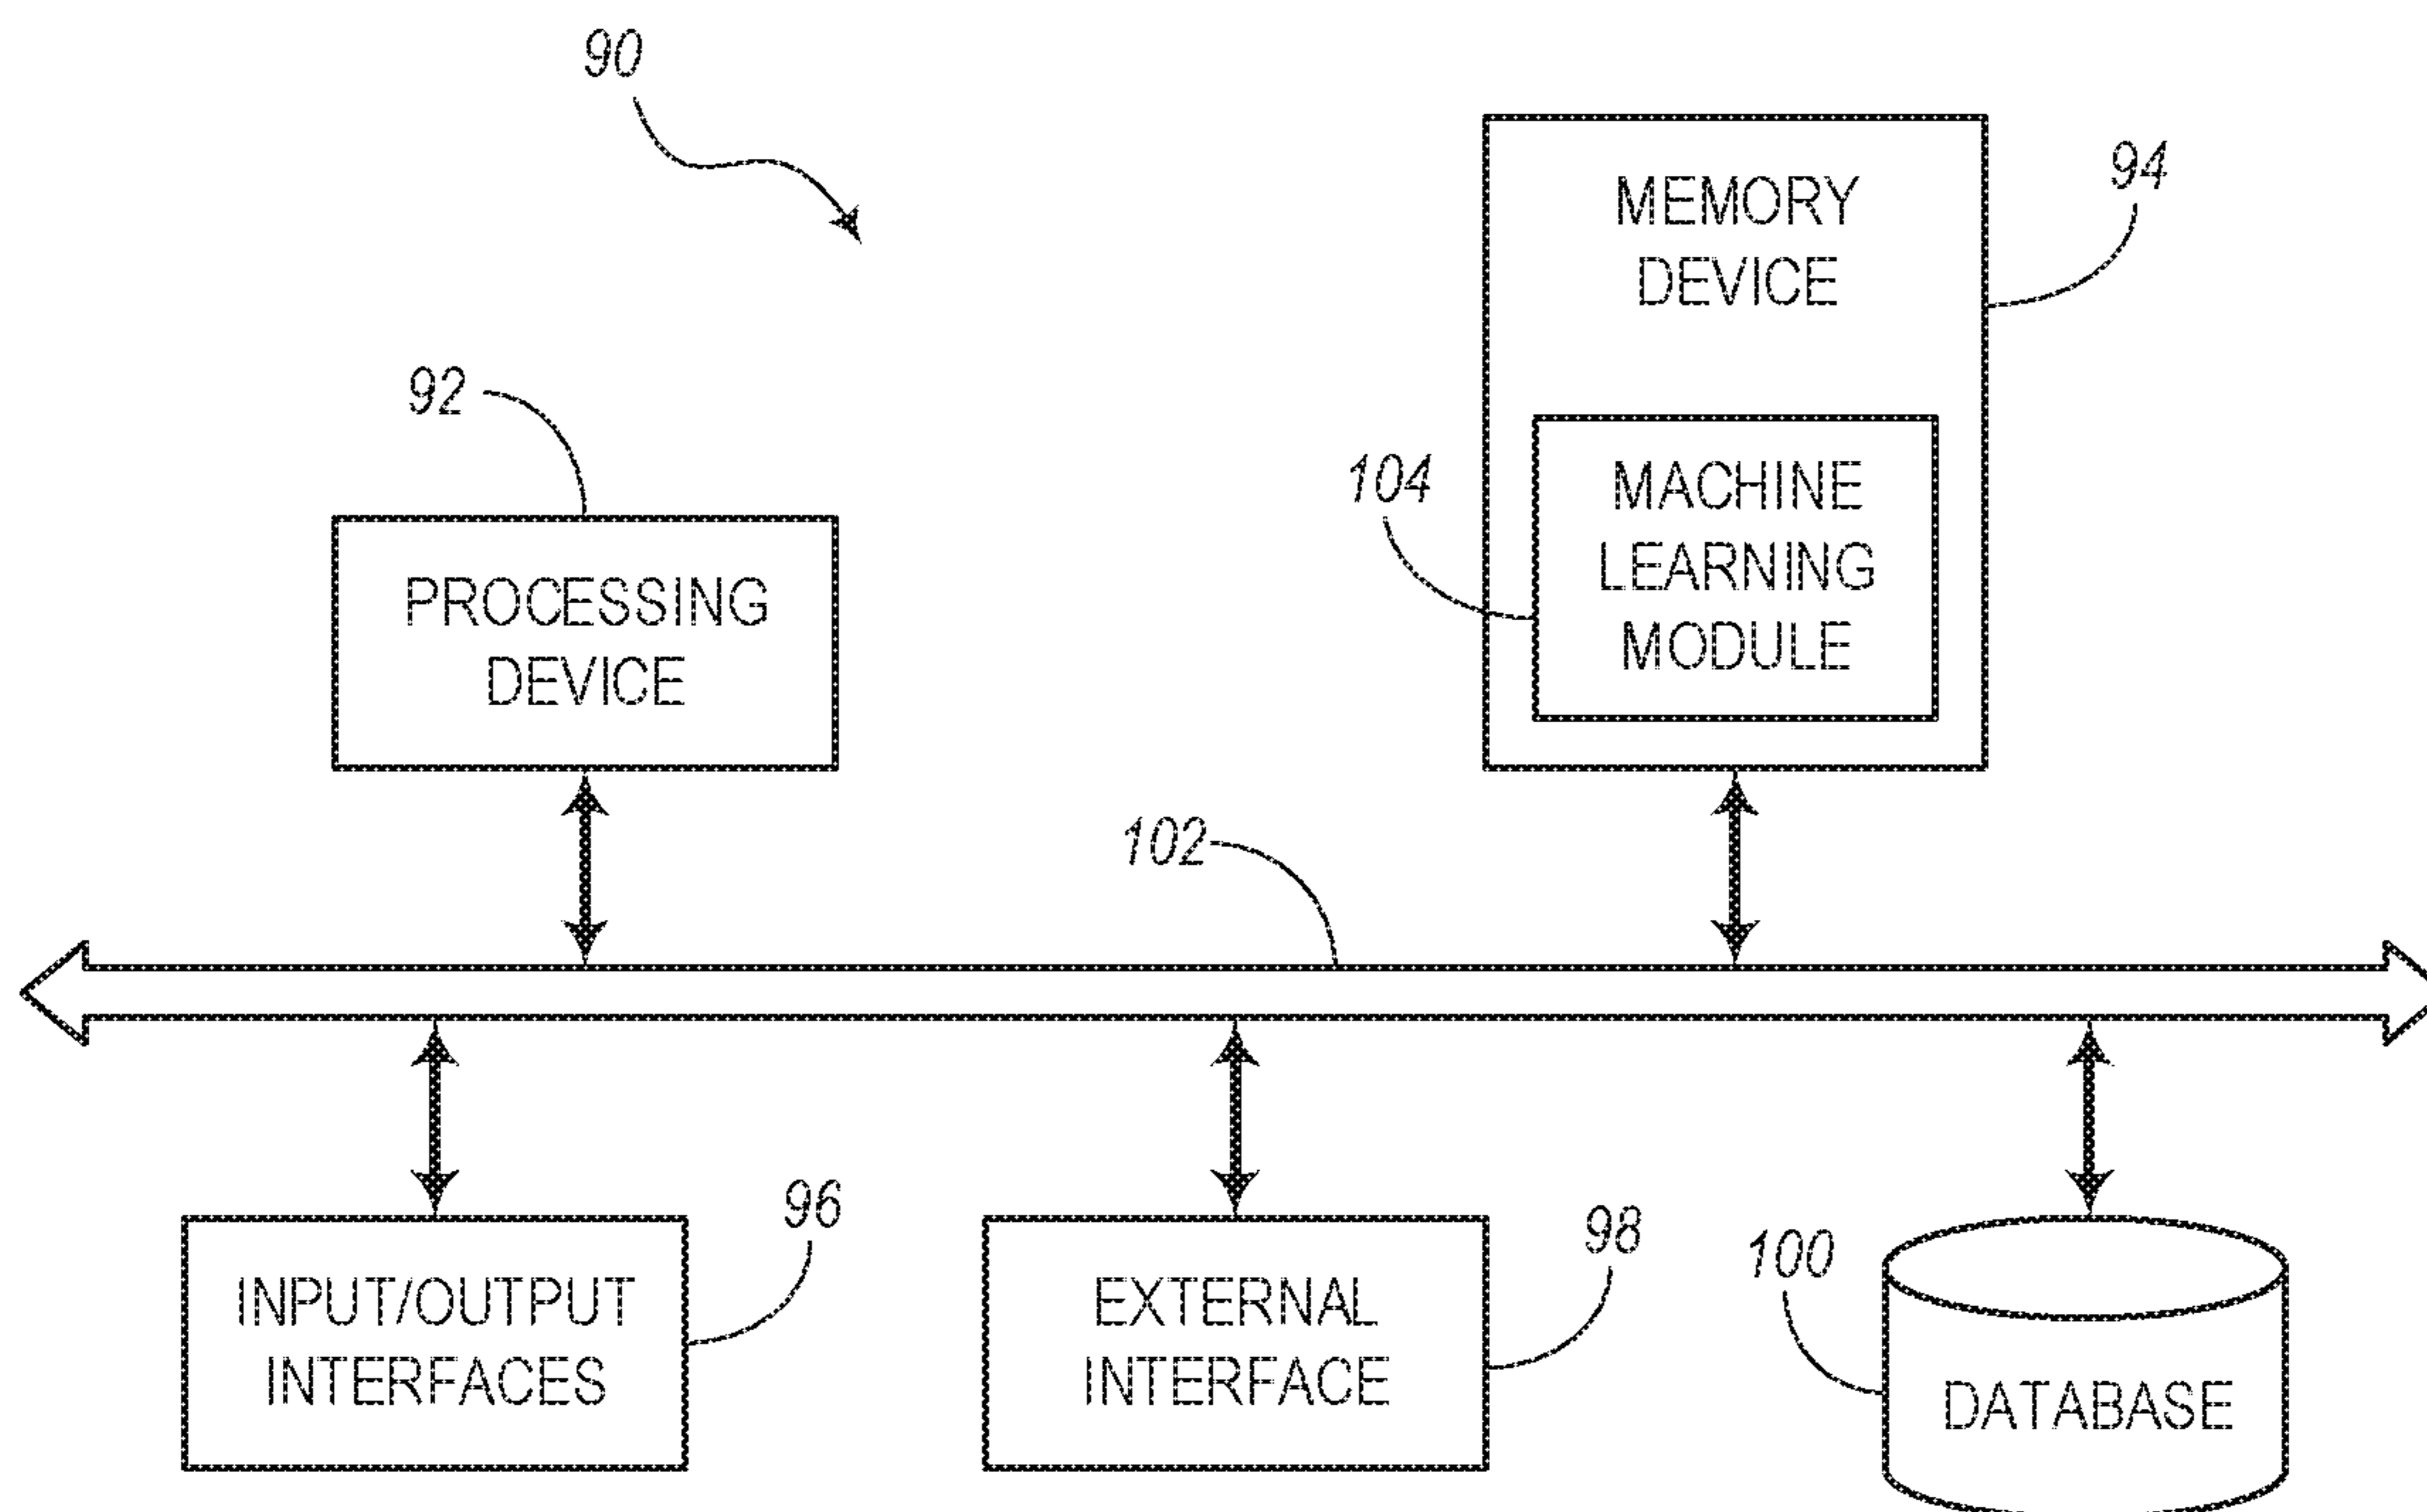 90
MEMORY
DEVICE
94
92
104
MACHINE
LEARNING
MODULE
PROCESSING
DEVICE
102
96
98
100
INPUT/OUTPUT
INTERFACES
EXTERNAL
INTERFACE
DATABASE